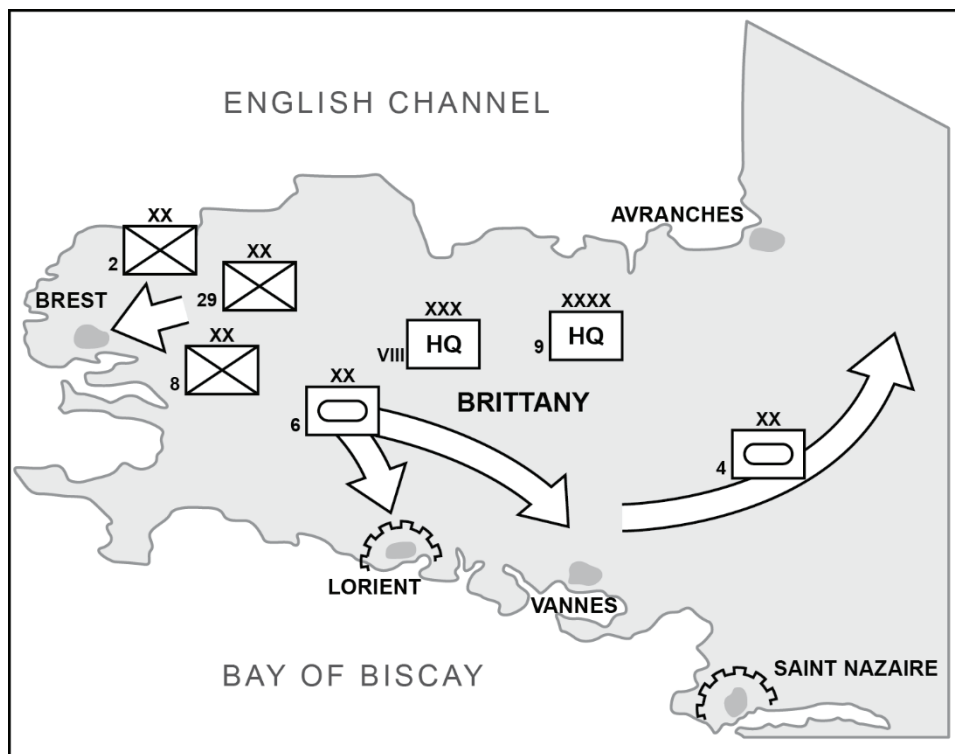 ENGLISH CHANNEL
AVRANCHES
XX
2
XX
29
BREST
XX
8
XXX
VIII HQ
XXXX
9 HQ
BRITTANY
XX
6
XX
4
LORIENT
VANNES
BAY OF BISCAY
SAINT NAZAIRE